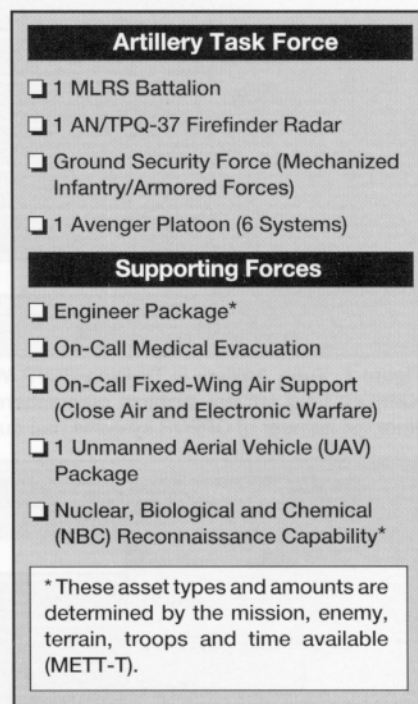 Artillery Task Force
❏ 1 MLRS Battalion
❏ 1 AN/TPQ-37 Firefinder Radar
❏ Ground Security Force (Mechanized
Infantry/Armored Forces)
❏ 1 Avenger Platoon (6 Systems)
Supporting Forces
❏ Engineer Package*
❏ On-Call Medical Evacuation
❏ On-Call Fixed-Wing Air Support
(Close Air and Electronic Warfare)
❏ 1 Unmanned Aerial Vehicle (UAV)
Package
❏ Nuclear, Biological and Chemical
(NBC) Reconnaissance Capability*
* These asset types and amounts are
determined by the mission, enemy,
terrain, troops and time available
(METT-T).